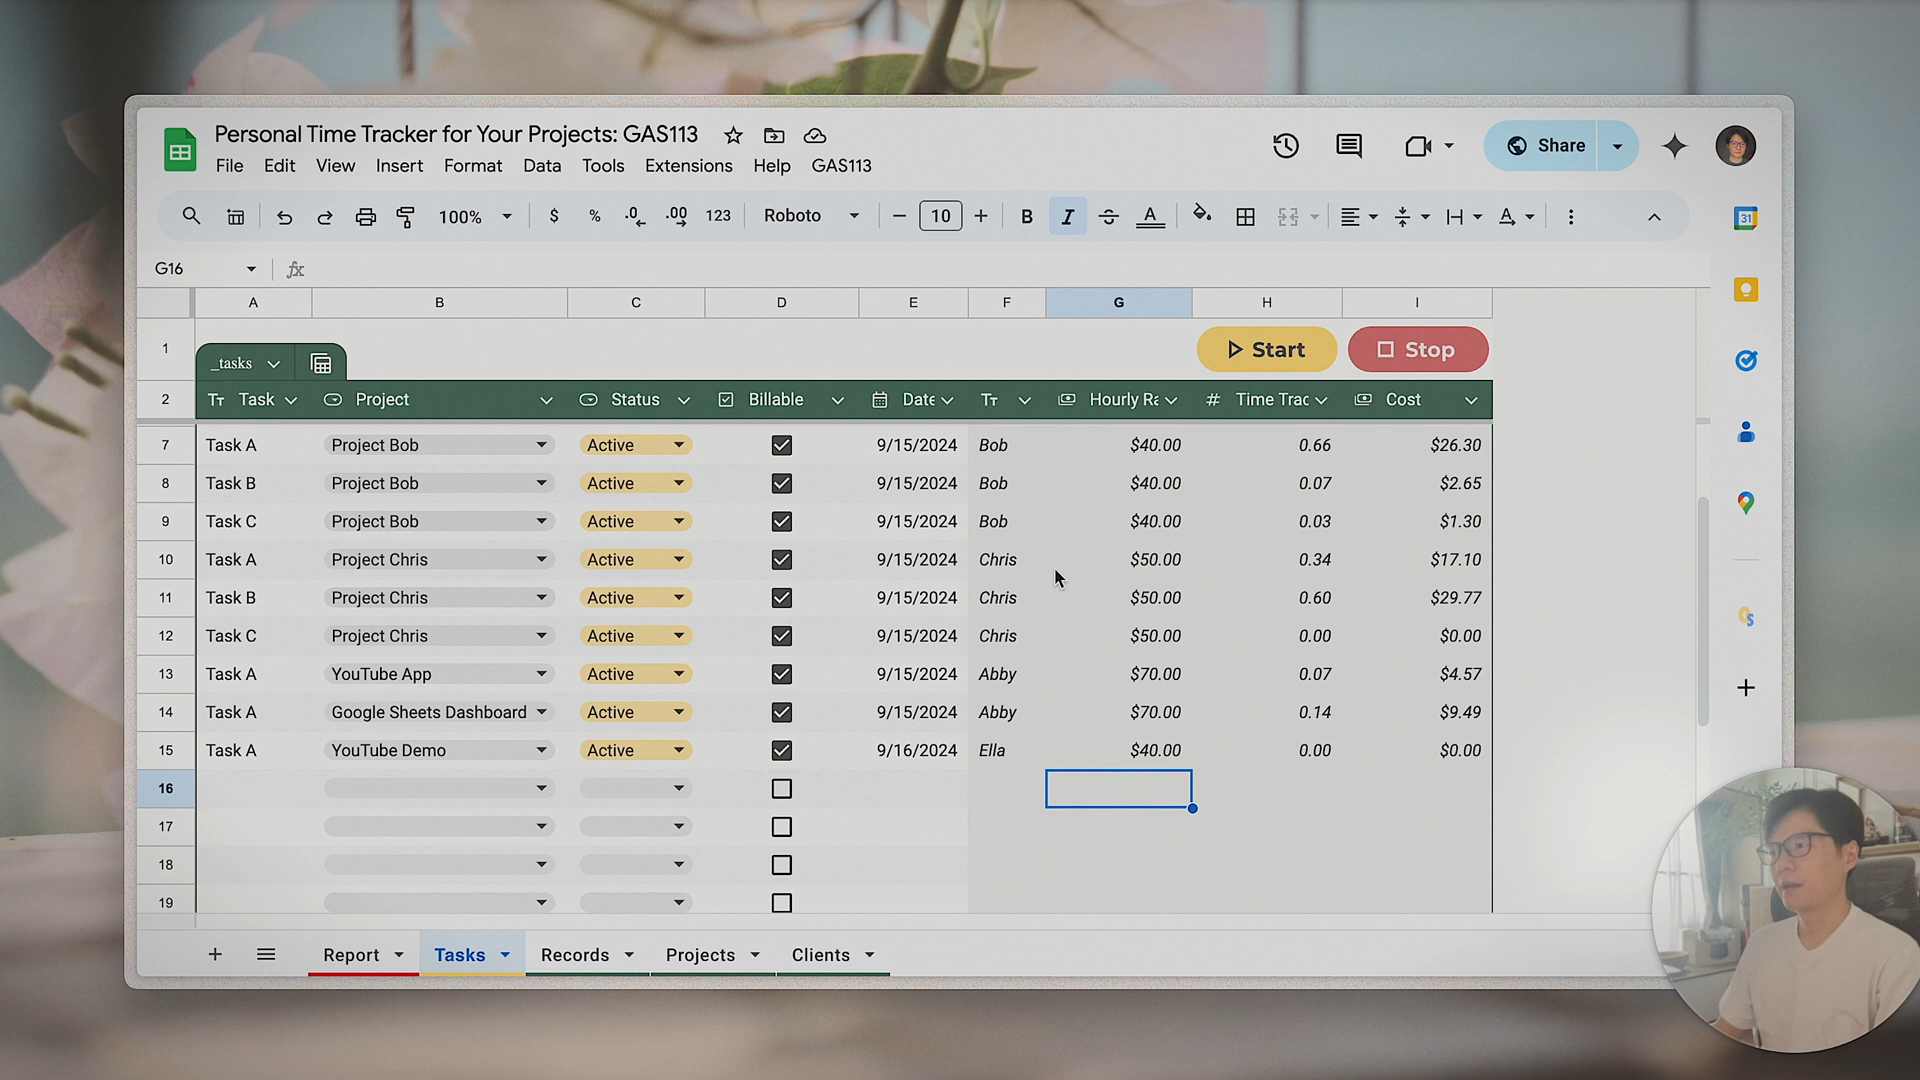 Personal Time Tracker for Your Projects: GAS113
File Edit View Insert Format Data Tools Extensions Help GAS113
Share
100% $ % .0 .00 123 Roboto 10 B I A
31
G16 fx
A B C D E F G H I
1 _tasks Start Stop
2 Tт Task Project Status Billable Date Tт Hourly Ra # Time Trac Cost
7 Task A Project Bob Active 9/15/2024 Bob $40.00 0.66 $26.30
8 Task B Project Bob Active 9/15/2024 Bob $40.00 0.07 $2.65
9 Task C Project Bob Active 9/15/2024 Bob $40.00 0.03 $1.30
10 Task A Project Chris Active 9/15/2024 Chris $50.00 0.34 $17.10
11 Task B Project Chris Active 9/15/2024 Chris $50.00 0.60 $29.77
12 Task C Project Chris Active 9/15/2024 Chris $50.00 0.00 $0.00
13 Task A YouTube App Active 9/15/2024 Abby $70.00 0.07 $4.57
14 Task A Google Sheets Dashboard Active 9/15/2024 Abby $70.00 0.14 $9.49
15 Task A YouTube Demo Active 9/16/2024 Ella $40.00 0.00 $0.00
16
17
18
19
Report Tasks Records Projects Clients